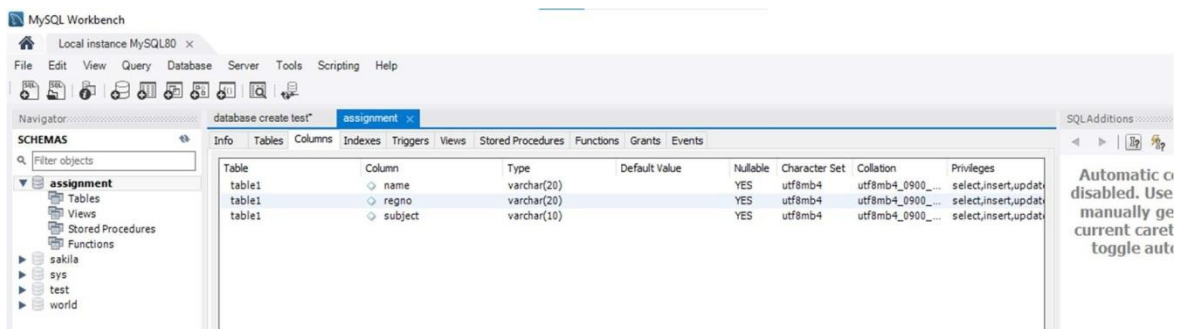 MySQL Workbench
Local instance MySQL80 ×
File Edit View Query Database Server Tools Scripting Help
Navigator
database create test*
assignment ×
SQLAdditions
SCHEMAS
Filter objects
assignment
Tables
Views
Stored Procedures
Functions
sakila
sys
test
world
Info Tables Columns Indexes Triggers Views Stored Procedures Functions Grants Events
Table Column Type Default Value Nullable Character Set Collation Privileges
table1 name varchar(20) YES utf8mb4 utf8mb4_0900_... select,insert,updat
table1 regno varchar(20) YES utf8mb4 utf8mb4_0900_... select,insert,updat
table1 subject varchar(10) YES utf8mb4 utf8mb4_0900_... select,insert,updat
Automatic c
disabled. Use
manually ge
current caret
toggle aut